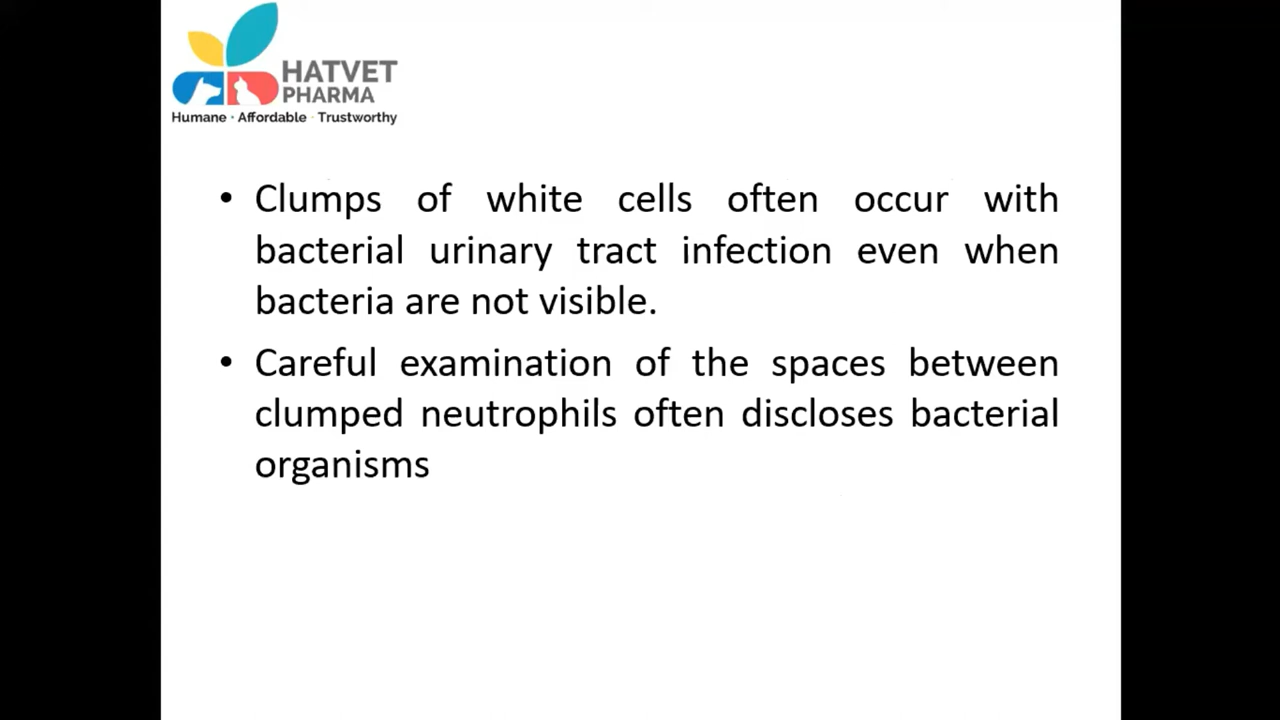 HATVET
PHARMA
Humane · Affordable · Trustworthy
• Clumps of white cells often occur with
bacterial urinary tract infection even when
bacteria are not visible.
• Careful examination of the spaces between
clumped neutrophils often discloses bacterial
organisms